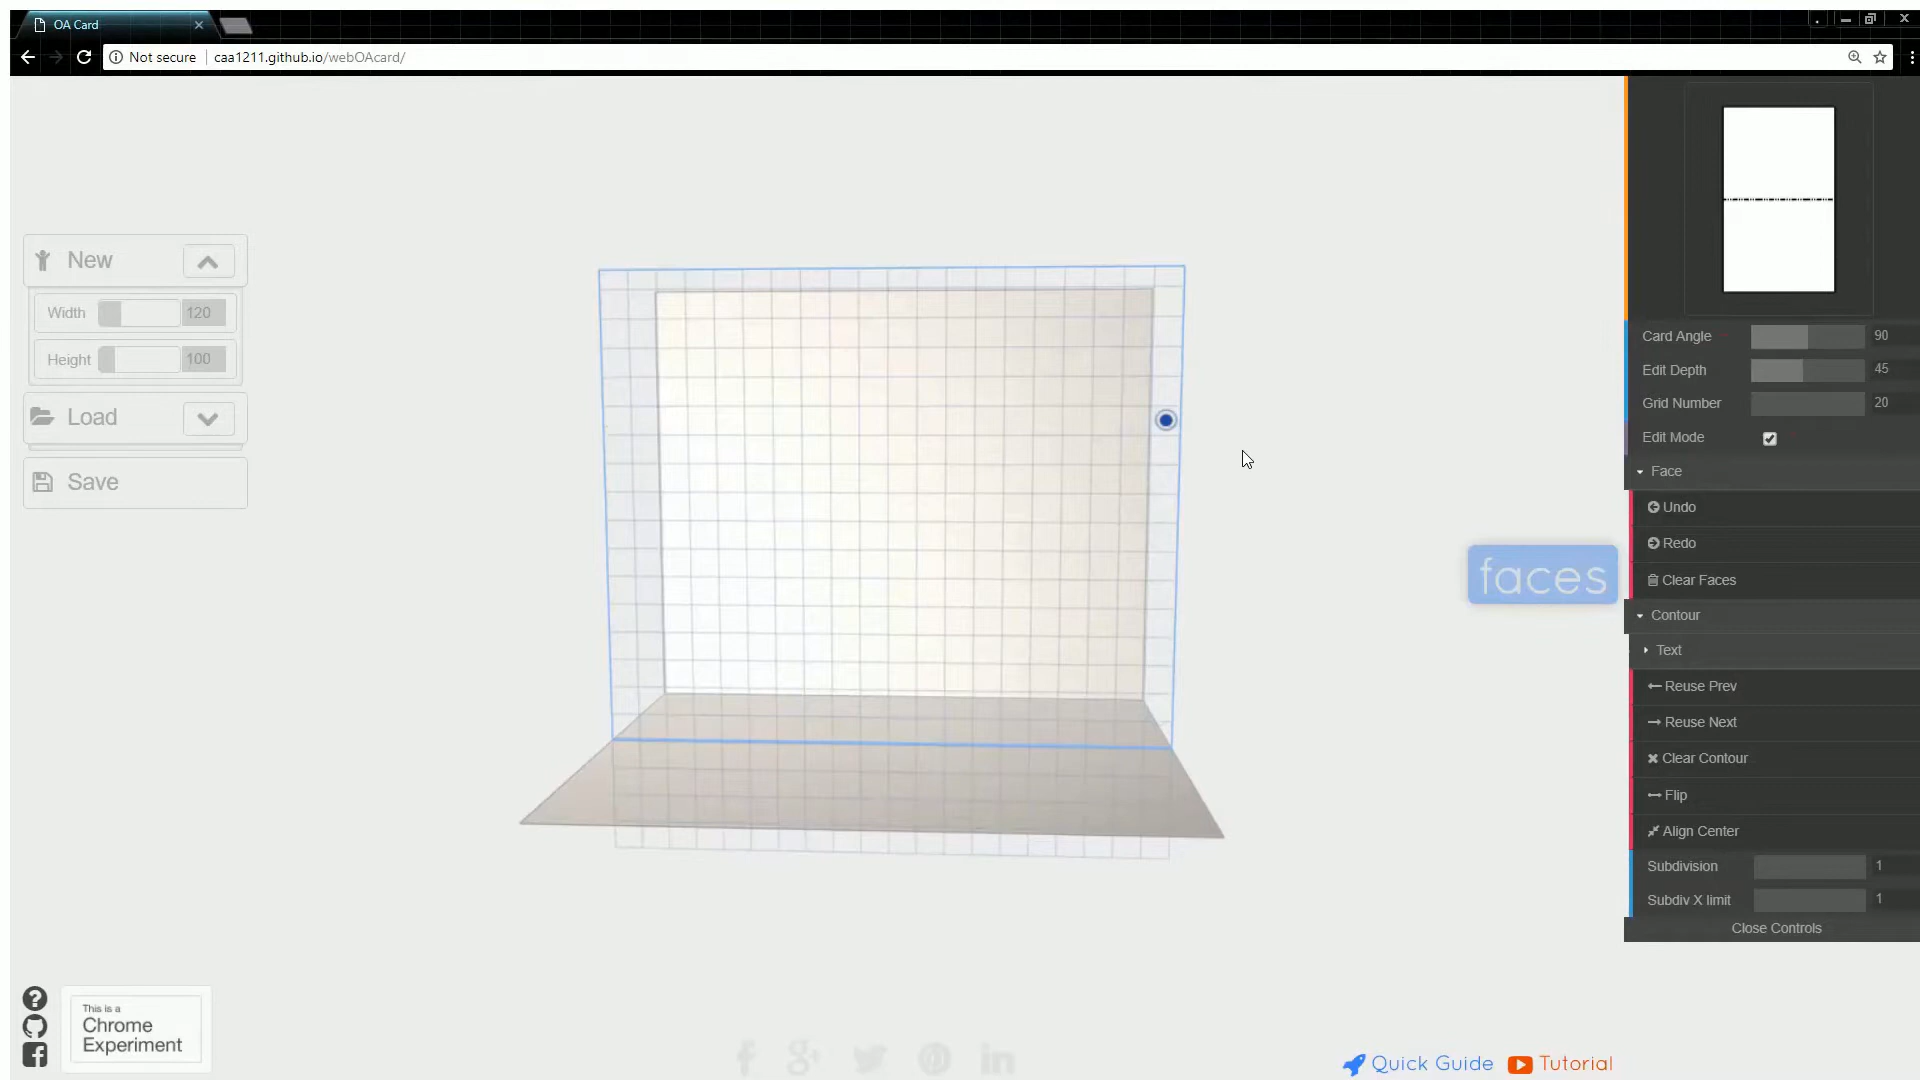 OA Card
Not secure
caa1211.github.io/webOAcard/
New
Width 120
Height 100
Load
Save
faces
Card Angle 90
Edit Depth 45
Grid Number 20
Edit Mode
Face
Undo
Redo
Clear Faces
Contour
Text
Reuse Prev
Reuse Next
Clear Contour
Flip
Align Center
Subdivision 1
Subdiv X limit 1
Close Controls
This is a
Chrome
Experiment
Quick Guide
Tutorial